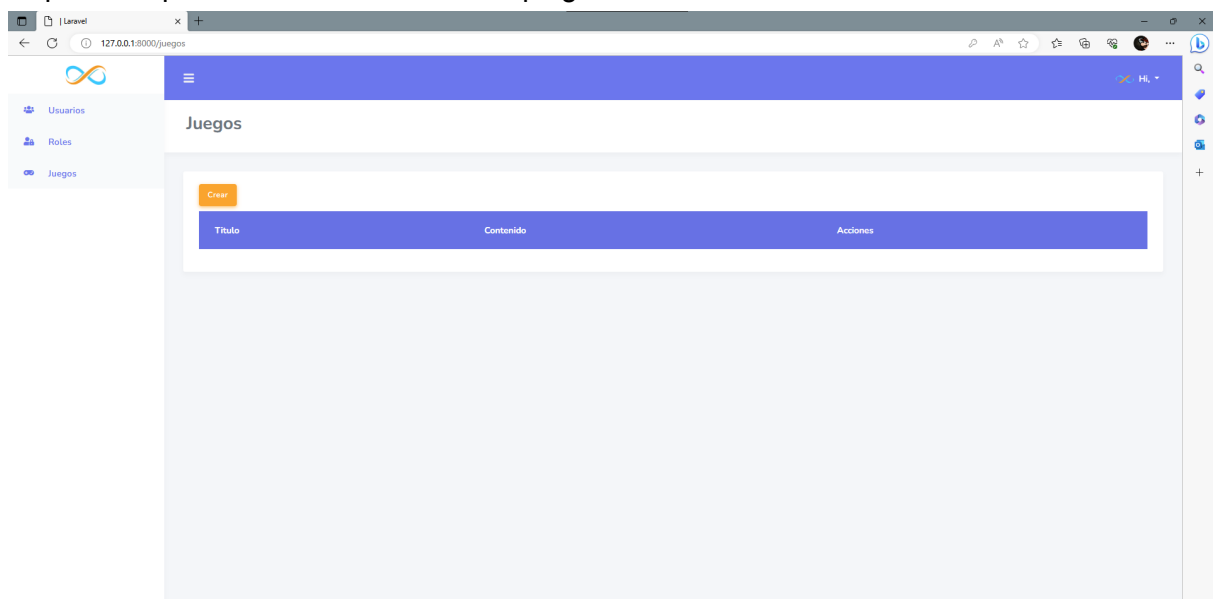 | Laravel
127.0.0.1:8000/juegos
Hi,
Usuarios
Roles
Juegos
Juegos
Crear
Titulo Contenido Acciones